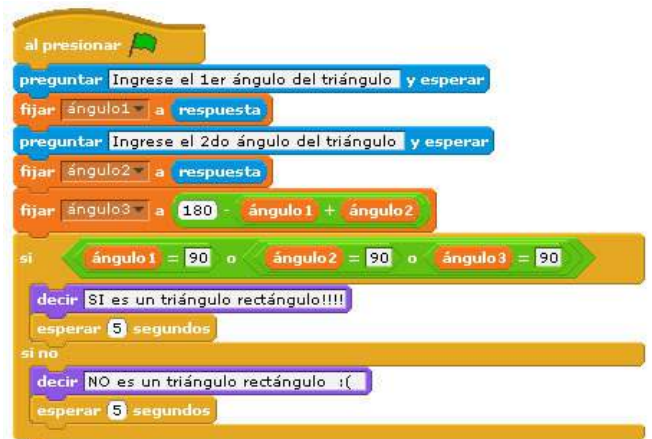 al presionar
preguntar Ingrese el 1er ángulo del triángulo y esperar
fijar ángulo1 a respuesta
preguntar Ingrese el 2do ángulo del triángulo y esperar
fijar ángulo2 a respuesta
fijar ángulo3 a 180 - ángulo1 + ángulo2
si ángulo1 = 90 o ángulo2 = 90 o ángulo3 = 90
decir SI es un triángulo rectángulo!!!!
esperar 5 segundos
si no
decir NO es un triángulo rectángulo :(
esperar 5 segundos